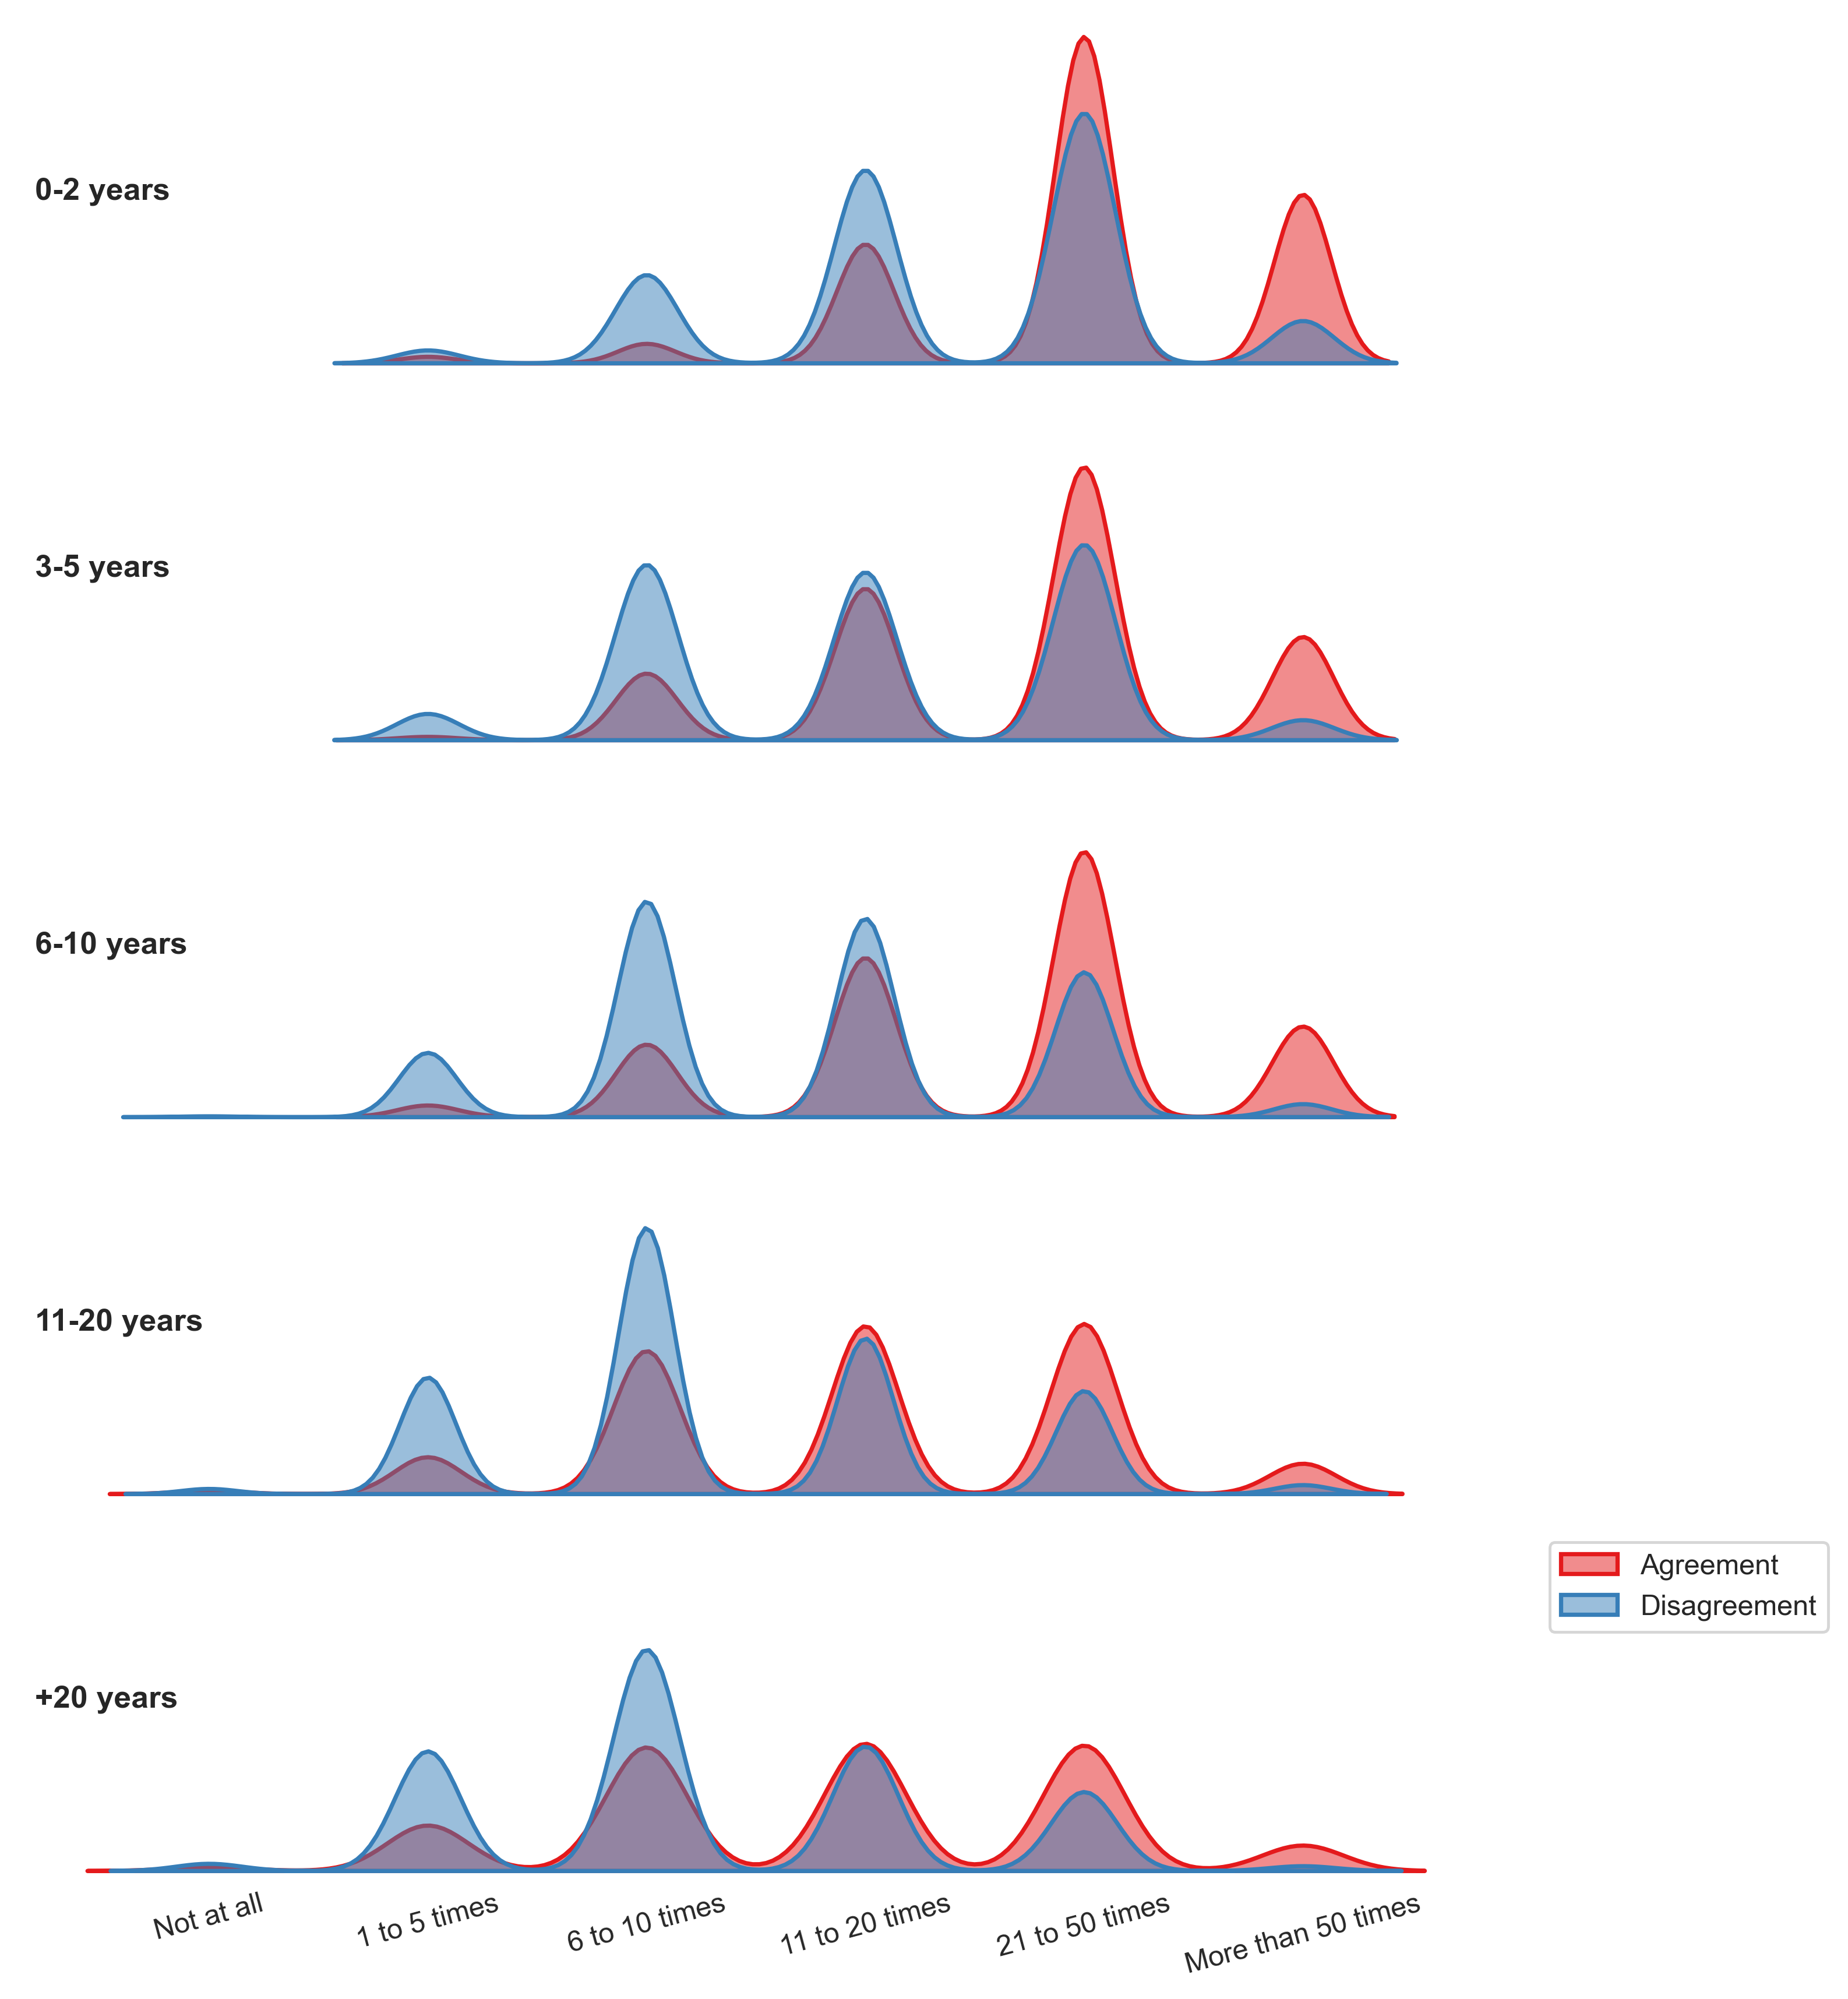 0-2 years
3-5 years
6-10 years
11-20 years
Agreement
Disagreement
+20 years
Not at all
1 to 5 times
6 to 10 times
11 to 20 times
21 to 50 times
More than 50 times